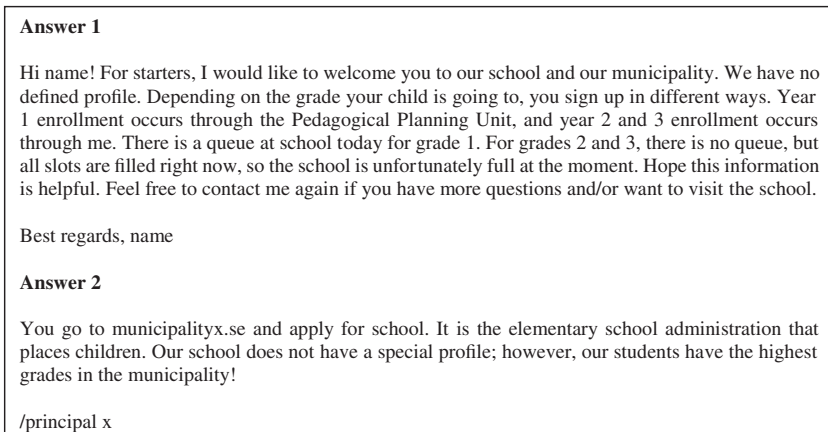 Answer 1
Hi name! For starters, I would like to welcome you to our school and our municipality. We have no
defined profile. Depending on the grade your child is going to, you sign up in different ways. Year
1 enrollment occurs through the Pedagogical Planning Unit, and year 2 and 3 enrollment occurs
through me. There is a queue at school today for grade 1. For grades 2 and 3, there is no queue, but
all slots are filled right now, so the school is unfortunately full at the moment. Hope this information
is helpful. Feel free to contact me again if you have more questions and/or want to visit the school.
Best regards, name
Answer 2
You go to municipalityx.se and apply for school. It is the elementary school administration that
places children. Our school does not have a special profile; however, our students have the highest
grades in the municipality!
/principal x